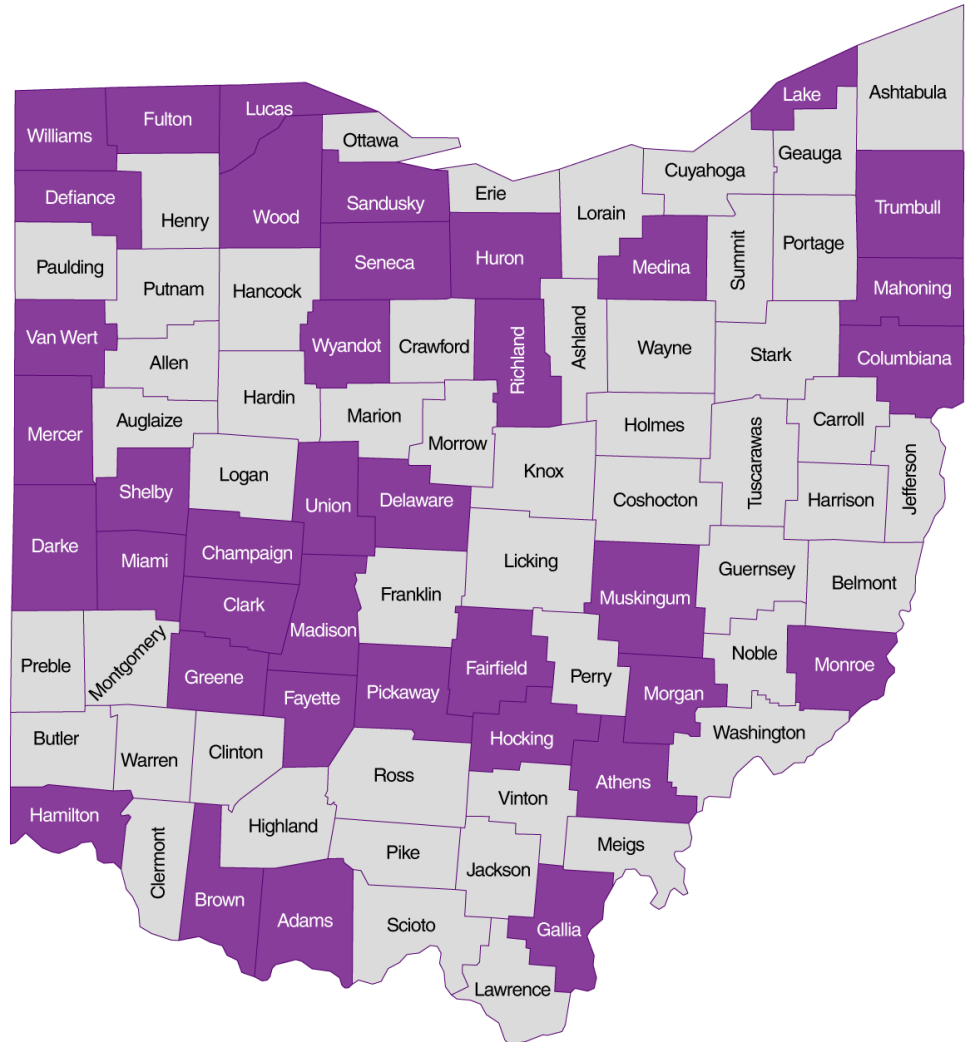 Lake
Ashtabula
Lucas
Fulton
Williams
Ottawa
Geauga
Cuyahoga
Erie
Defiance
Sandusky
Trumbull
Wood
Henry
Lorain
Summit
Portage
Seneca
Huron
Medina
Paulding
Mahoning
Putnam
Hancock
Van Wert
Wyandot
Crawford
Richland
Ashland
Wayne
Stark
Columbiana
Allen
Hardin
Auglaize
Marion
Morrow
Holmes
Carroll
Mercer
Tuscarawas
Jefferson
Logan
Knox
Shelby
Union
Delaware
Coshocton
Harrison
Darke
Miami
Champaign
Licking
Guernsey
Belmont
Franklin
Muskingum
Clark
Madison
Montgomery
Preble
Greene
Fairfield
Perry
Noble
Monroe
Fayette
Pickaway
Morgan
Butler
Warren
Clinton
Hocking
Washington
Ross
Athens
Vinton
Hamilton
Highland
Clermont
Pike
Jackson
Meigs
Brown
Adams
Scioto
Gallia
Lawrence